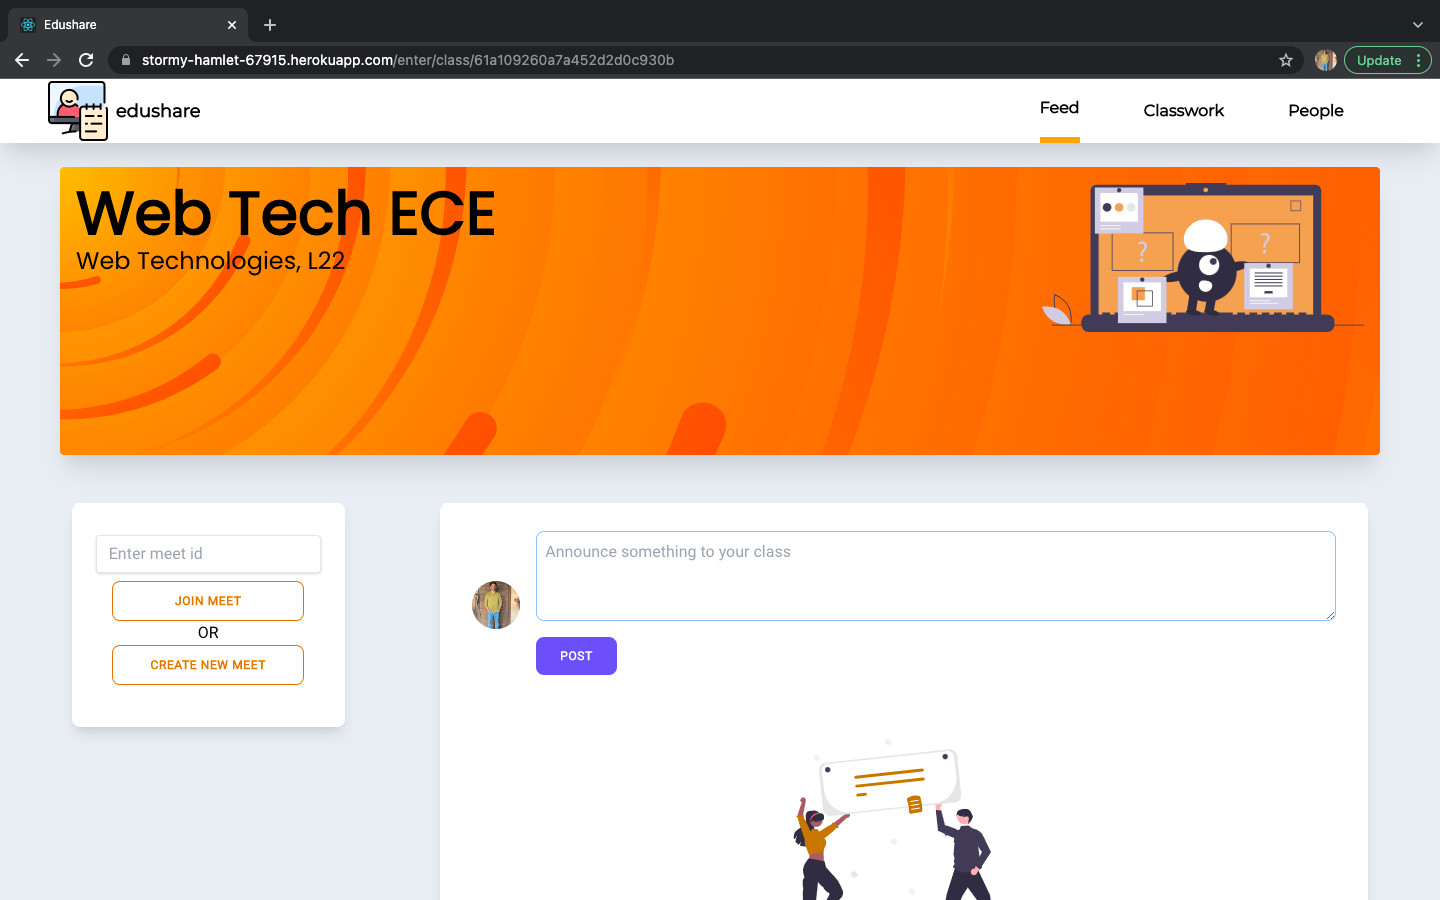 Edushare
stormy-hamlet-67915.herokuapp.com/enter/class/61a109260a7a452d2d0c930b
Update
edushare
Feed
Classwork
People
Web Tech ECE
Web Technologies, L22
? ?
Enter meet id
JOIN MEET
OR
CREATE NEW MEET
Announce something to your class
POST